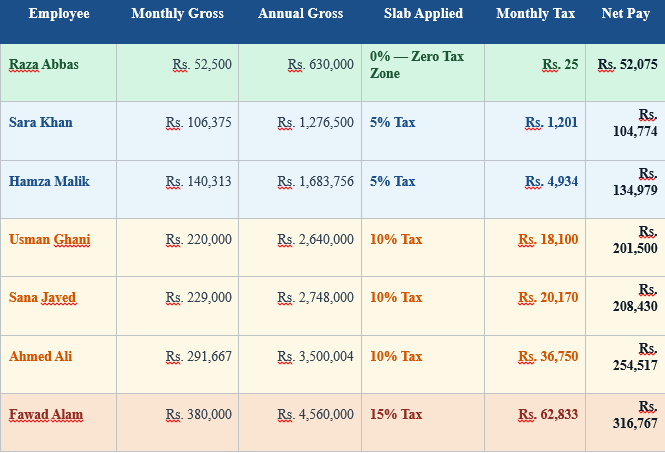 Employee Monthly Gross Annual Gross Slab Applied Monthly Tax Net Pay
Raza Abbas Rs. 52,500 Rs. 630,000 0% — Zero Tax Zone Rs. 25 Rs. 52,075
Sara Khan Rs. 106,375 Rs. 1,276,500 5% Tax Rs. 1,201 Rs. 104,774
Hamza Malik Rs. 140,313 Rs. 1,683,756 5% Tax Rs. 4,934 Rs. 134,979
Usman Ghani Rs. 220,000 Rs. 2,640,000 10% Tax Rs. 18,100 Rs. 201,500
Sana Javed Rs. 229,000 Rs. 2,748,000 10% Tax Rs. 20,170 Rs. 208,430
Ahmed Ali Rs. 291,667 Rs. 3,500,004 10% Tax Rs. 36,750 Rs. 254,517
Fawad Alam Rs. 380,000 Rs. 4,560,000 15% Tax Rs. 62,833 Rs. 316,767